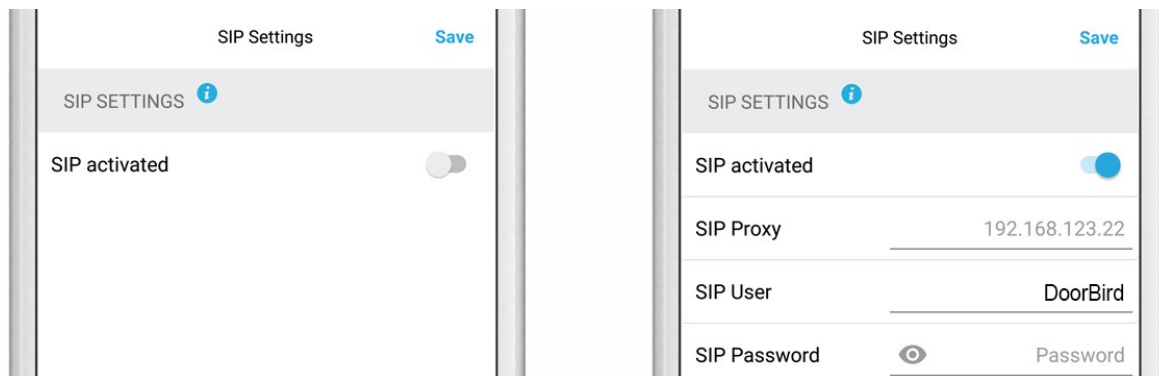 SIP Settings Save
SIP SETTINGS i
SIP activated
SIP Settings Save
SIP SETTINGS i
SIP activated
SIP Proxy 192.168.123.22
SIP User DoorBird
SIP Password Password